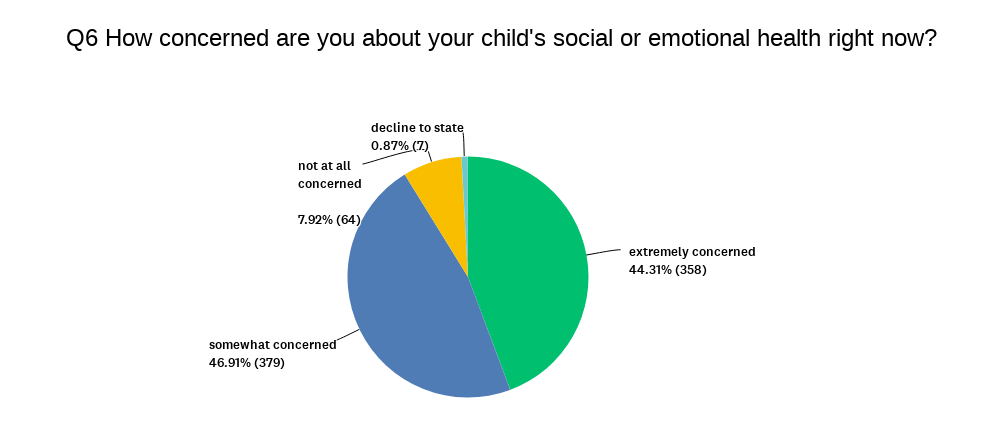 Q6 How concerned are you about your child's social or emotional health right now?
decline to state
0.87% (7)
not at all
concerned
7.92% (64)
extremely concerned
44.31% (358)
somewhat concerned
46.91% (379)